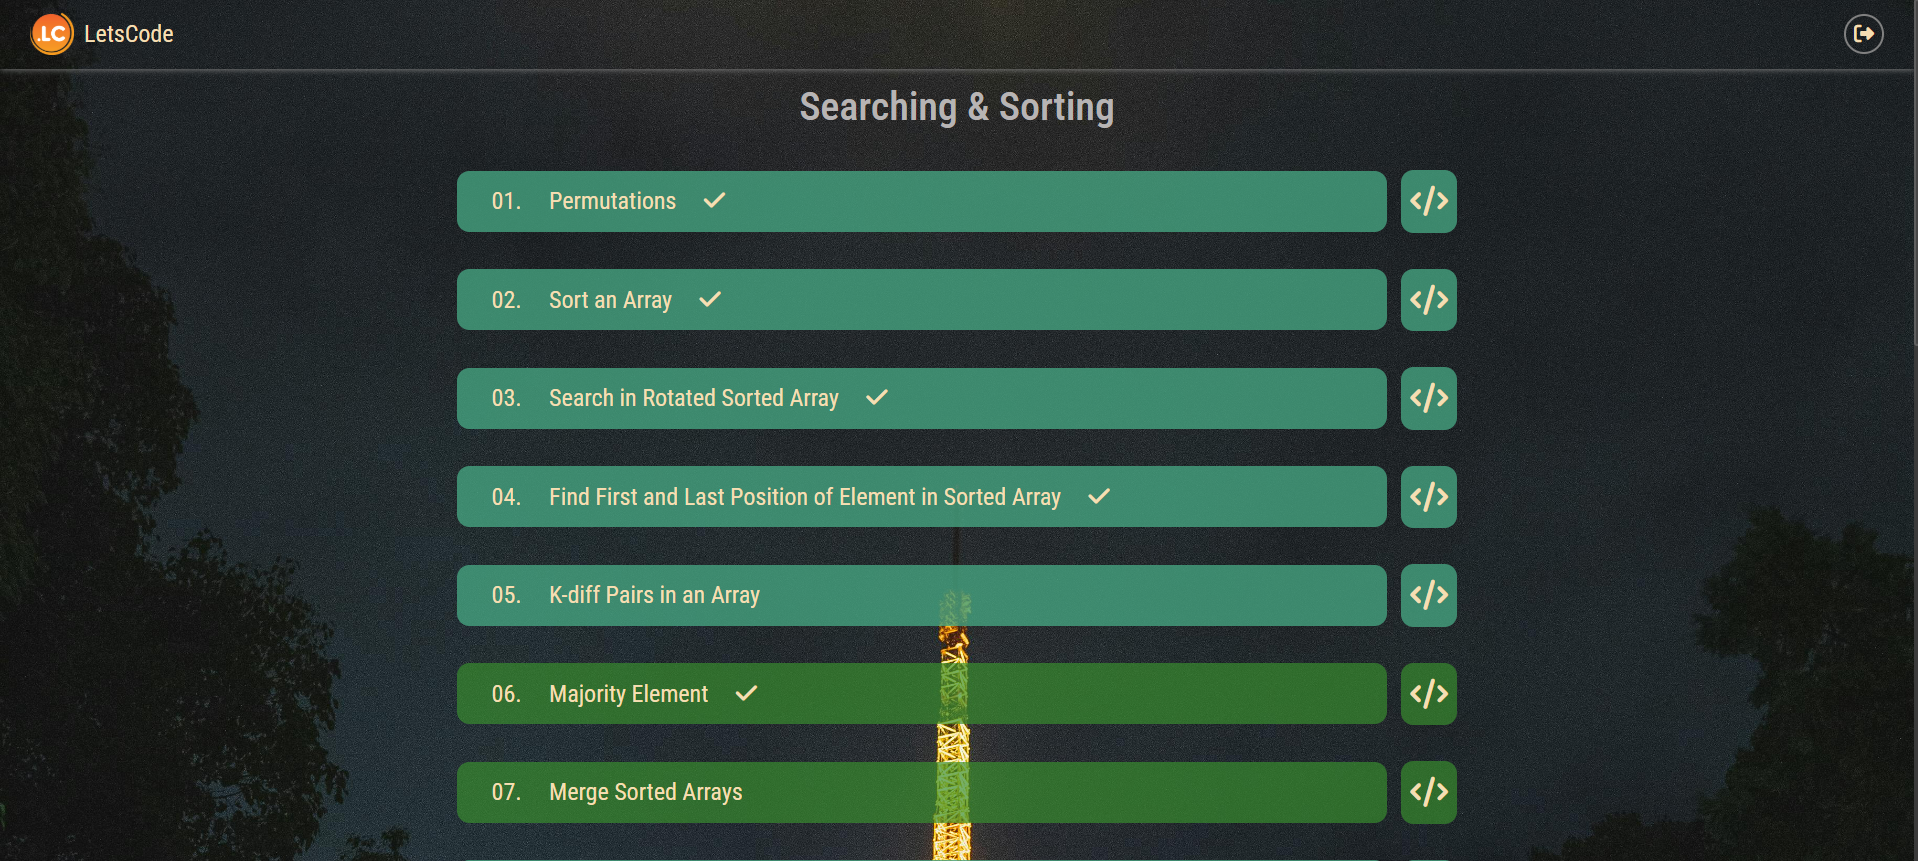 .LC LetsCode
Searching & Sorting
01. Permutations
02. Sort an Array
03. Search in Rotated Sorted Array
04. Find First and Last Position of Element in Sorted Array
05. K-diff Pairs in an Array
06. Majority Element
07. Merge Sorted Arrays